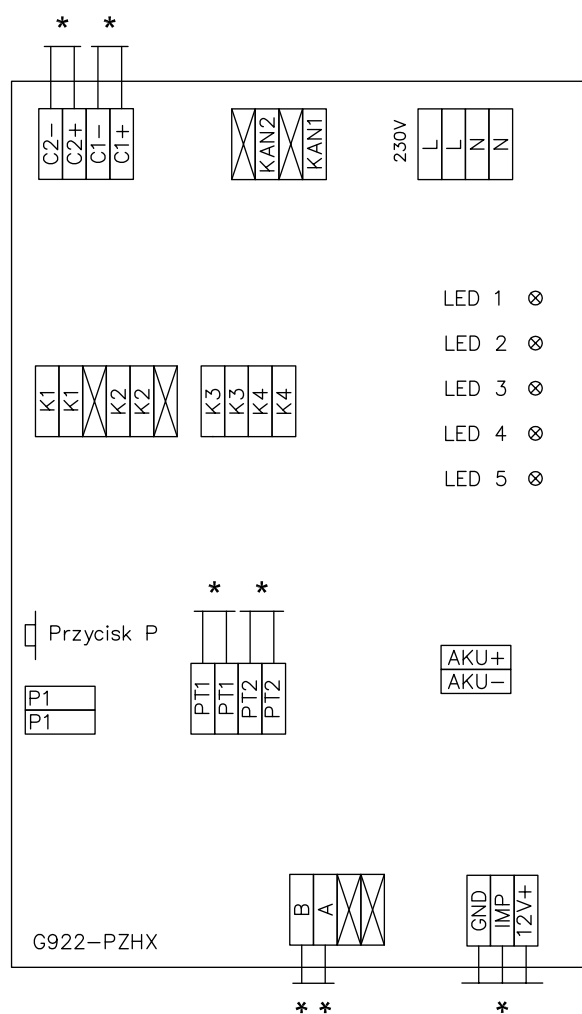 * *
C2- C2+ C1- C1+
KAN2 KAN1
230V L L N N
LED 1
LED 2
LED 3
LED 4
LED 5
K1 K1 K2 K2
K3 K3 K4 K4
* *
Przycisk P
PT1 PT1 PT2 PT2
AKU+
AKU-
P1
P1
B A
GND IMP 12V+
G922-PZHX
* * *